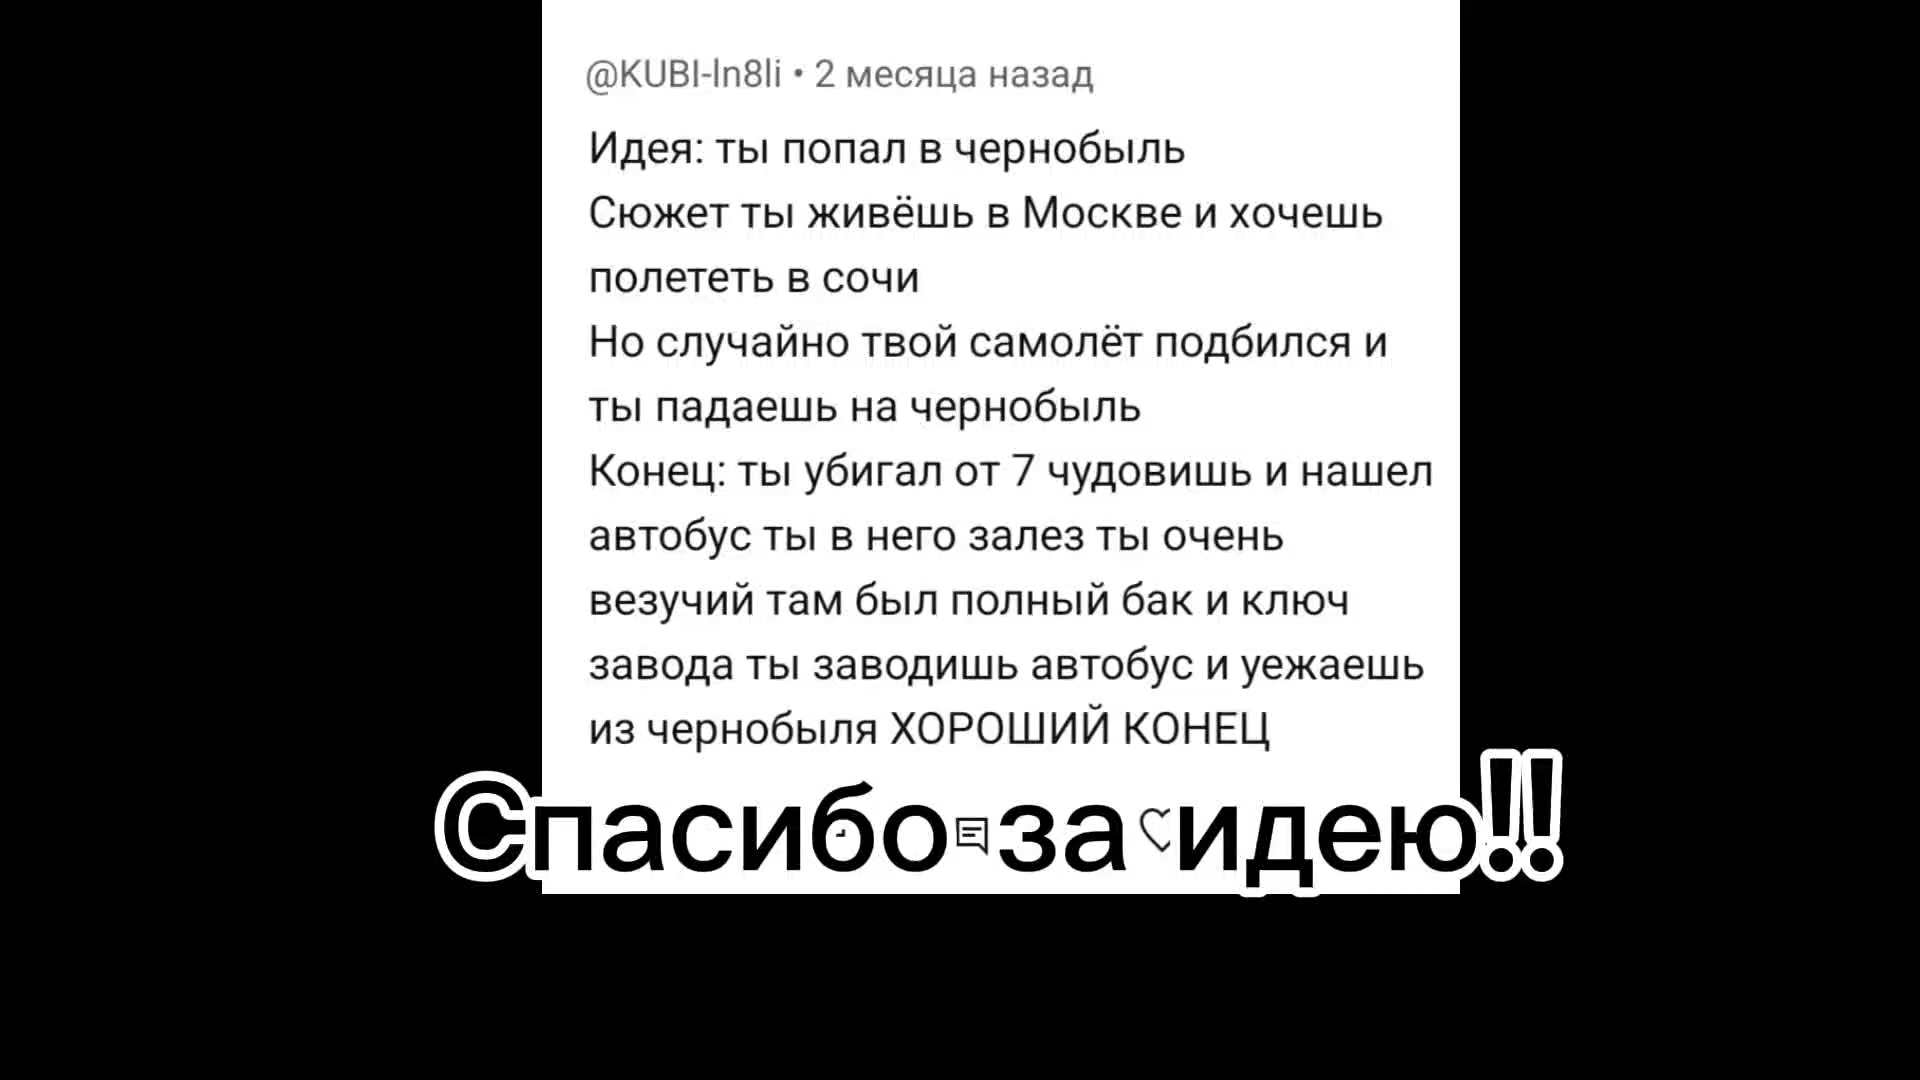 @KUBI-ln8li • 2 месяца назад
Идея: ты попал в чернобыль
Сюжет ты живёшь в Москве и хочешь
полететь в сочи
Но случайно твой самолёт подбился и
ты падаешь на чернобыль
Конец: ты убигал от 7 чудовишь и нашел
автобус ты в него залез ты очень
везучий там был полный бак и ключ
завода ты заводишь автобус и уежаешь
из чернобыля ХОРОШИЙ КОНЕЦ
Спасибо за идею!!